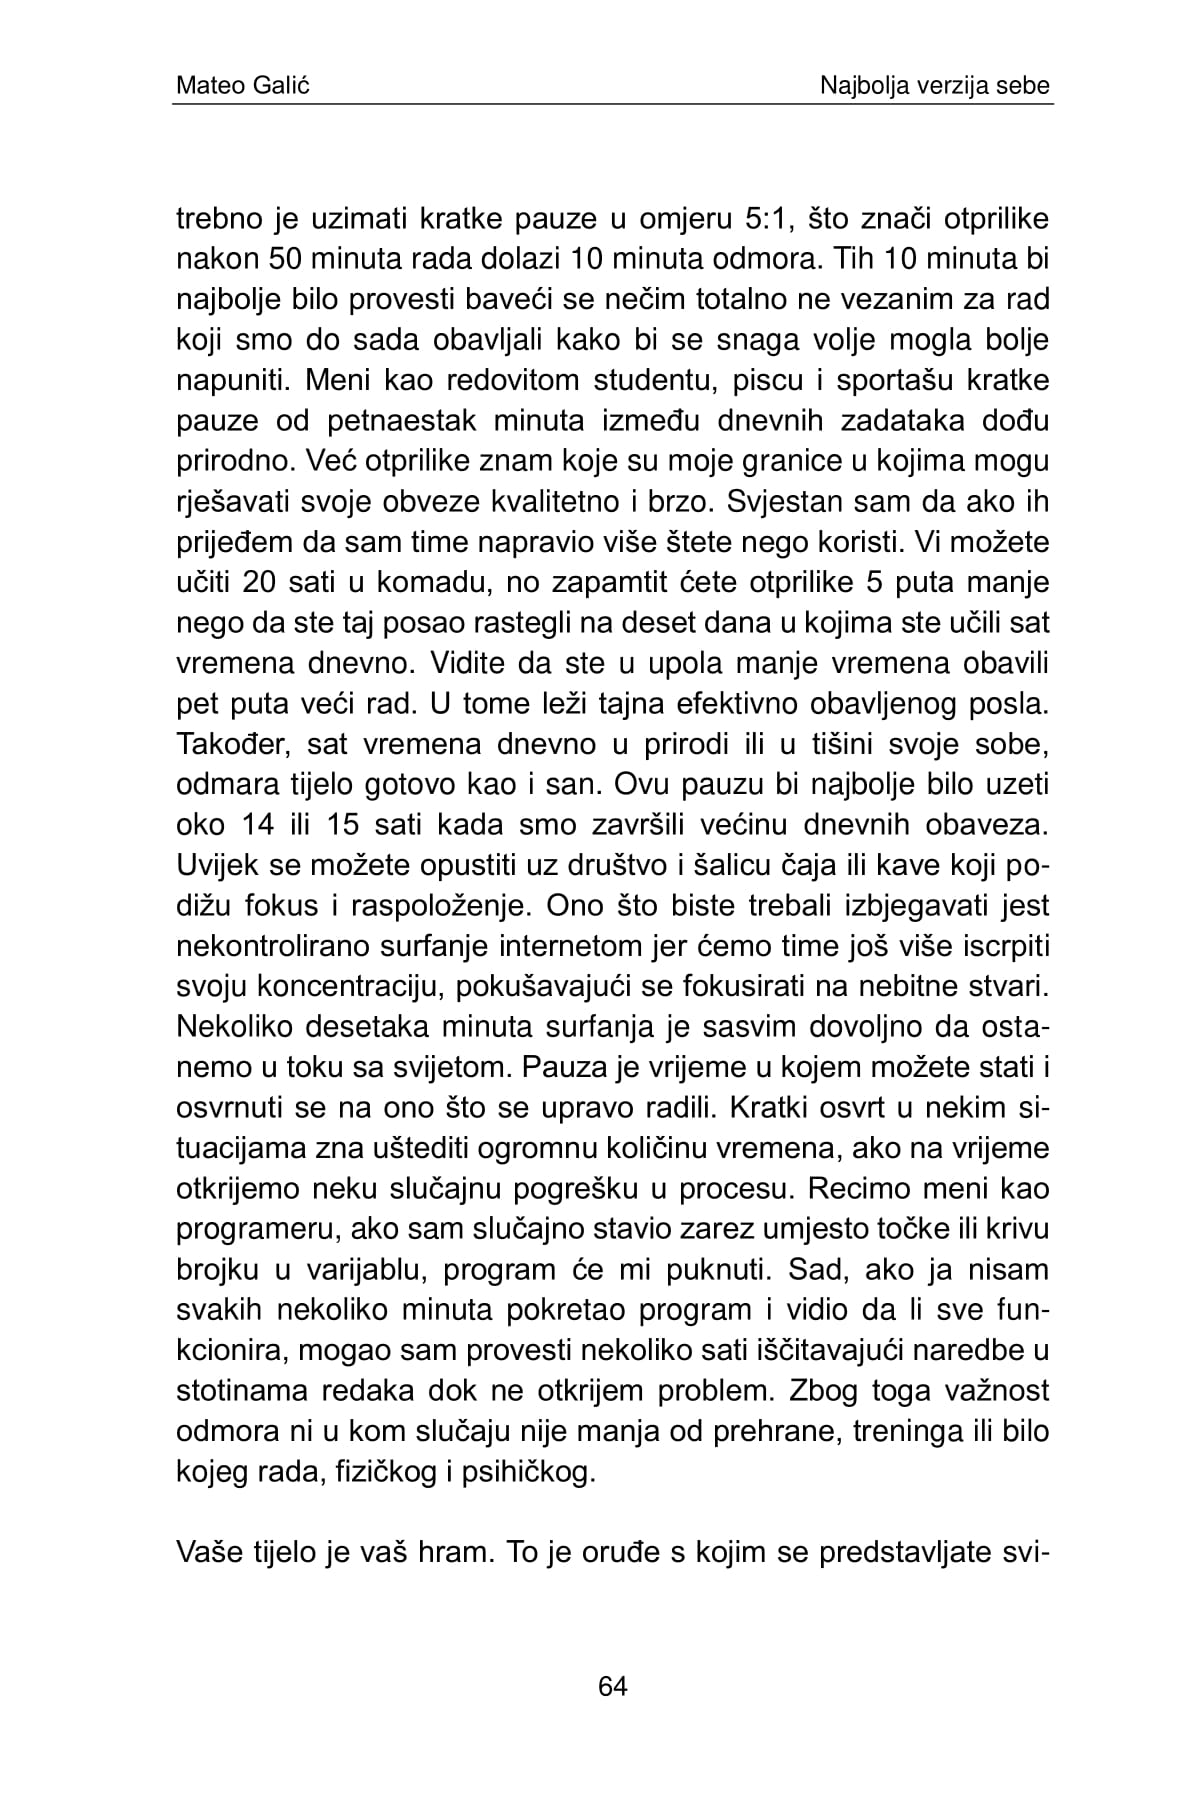 Mateo Galić Najbolja verzija sebe
trebno je uzimati kratke pauze u omjeru 5:1, što znači otprilike
nakon 50 minuta rada dolazi 10 minuta odmora. Tih 10 minuta bi
najbolje bilo provesti baveći se nečim totalno ne vezanim za rad
koji smo do sada obavljali kako bi se snaga volje mogla bolje
napuniti. Meni kao redovitom studentu, piscu i sportašu kratke
pauze od petnaestak minuta između dnevnih zadataka dođu
prirodno. Već otprilike znam koje su moje granice u kojima mogu
rješavati svoje obveze kvalitetno i brzo. Svjestan sam da ako ih
prijeđem da sam time napravio više štete nego koristi. Vi možete
učiti 20 sati u komadu, no zapamtit ćete otprilike 5 puta manje
nego da ste taj posao rastegli na deset dana u kojima ste učili sat
vremena dnevno. Vidite da ste u upola manje vremena obavili
pet puta veći rad. U tome leži tajna efektivno obavljenog posla.
Također, sat vremena dnevno u prirodi ili u tišini svoje sobe,
odmara tijelo gotovo kao i san. Ovu pauzu bi najbolje bilo uzeti
oko 14 ili 15 sati kada smo završili većinu dnevnih obaveza.
Uvijek se možete opustiti uz društvo i šalicu čaja ili kave koji po-
dižu fokus i raspoloženje. Ono što biste trebali izbjegavati jest
nekontrolirano surfanje internetom jer ćemo time još više iscrpiti
svoju koncentraciju, pokušavajući se fokusirati na nebitne stvari.
Nekoliko desetaka minuta surfanja je sasvim dovoljno da osta-
nemo u toku sa svijetom. Pauza je vrijeme u kojem možete stati i
osvrnuti se na ono što se upravo radili. Kratki osvrt u nekim si-
tuacijama zna uštediti ogromnu količinu vremena, ako na vrijeme
otkrijemo neku slučajnu pogrešku u procesu. Recimo meni kao
programeru, ako sam slučajno stavio zarez umjesto točke ili krivu
brojku u varijablu, program će mi puknuti. Sad, ako ja nisam
svakih nekoliko minuta pokretao program i vidio da li sve fun-
kcionira, mogao sam provesti nekoliko sati iščitavajući naredbe u
stotinama redaka dok ne otkrijem problem. Zbog toga važnost
odmora ni u kom slučaju nije manja od prehrane, treninga ili bilo
kojeg rada, fizičkog i psihičkog.
Vaše tijelo je vaš hram. To je oruđe s kojim se predstavljate svi-
64